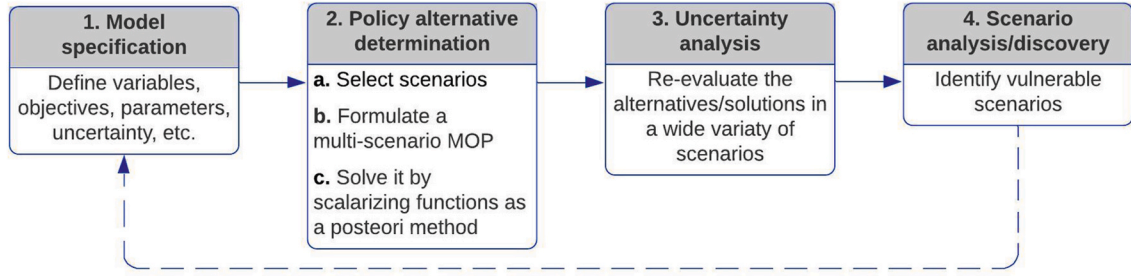 1. Model
specification
Define variables,
objectives, parameters,
uncertainty, etc.
2. Policy alternative
determination
a. Select scenarios
b. Formulate a
multi-scenario MOP
c. Solve it by
scalarizing functions as
a posteori method
3. Uncertainty
analysis
Re-evaluate the
alternatives/solutions in
a wide variaty of
scenarios
4. Scenario
analysis/discovery
Identify vulnerable
scenarios